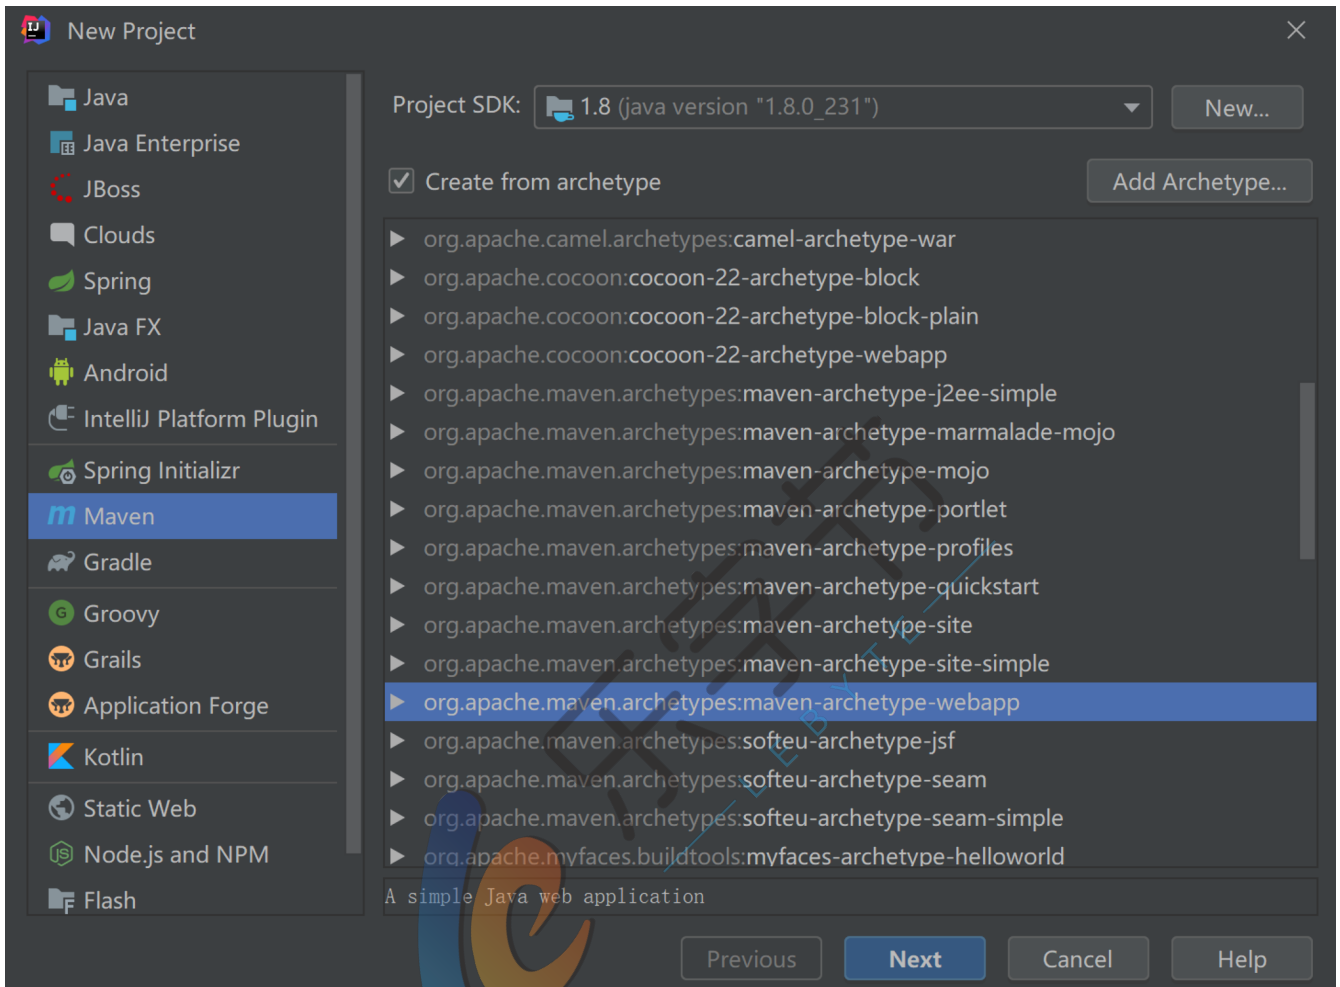 New Project
Java
Java Enterprise
JBoss
Clouds
Spring
Java FX
Android
IntelliJ Platform Plugin
Spring Initializr
Maven
Gradle
Groovy
Grails
Application Forge
Kotlin
Static Web
Node.js and NPM
Flash
Project SDK: 1.8 (java version "1.8.0_231") New...
Create from archetype Add Archetype...
org.apache.camel.archetypes:camel-archetype-war
org.apache.cocoon:cocoon-22-archetype-block
org.apache.cocoon:cocoon-22-archetype-block-plain
org.apache.cocoon:cocoon-22-archetype-webapp
org.apache.maven.archetypes:maven-archetype-j2ee-simple
org.apache.maven.archetypes:maven-archetype-marmalade-mojo
org.apache.maven.archetypes:maven-archetype-mojo
org.apache.maven.archetypes:maven-archetype-portlet
org.apache.maven.archetypes:maven-archetype-profiles
org.apache.maven.archetypes:maven-archetype-quickstart
org.apache.maven.archetypes:maven-archetype-site
org.apache.maven.archetypes:maven-archetype-site-simple
org.apache.maven.archetypes:maven-archetype-webapp
org.apache.maven.archetypes:softeu-archetype-jsf
org.apache.maven.archetypes:softeu-archetype-seam
org.apache.maven.archetypes:softeu-archetype-seam-simple
org.apache.myfaces.buildtools:myfaces-archetype-helloworld
A simple Java web application
Previous Next Cancel Help
乐字节
LEBYTE